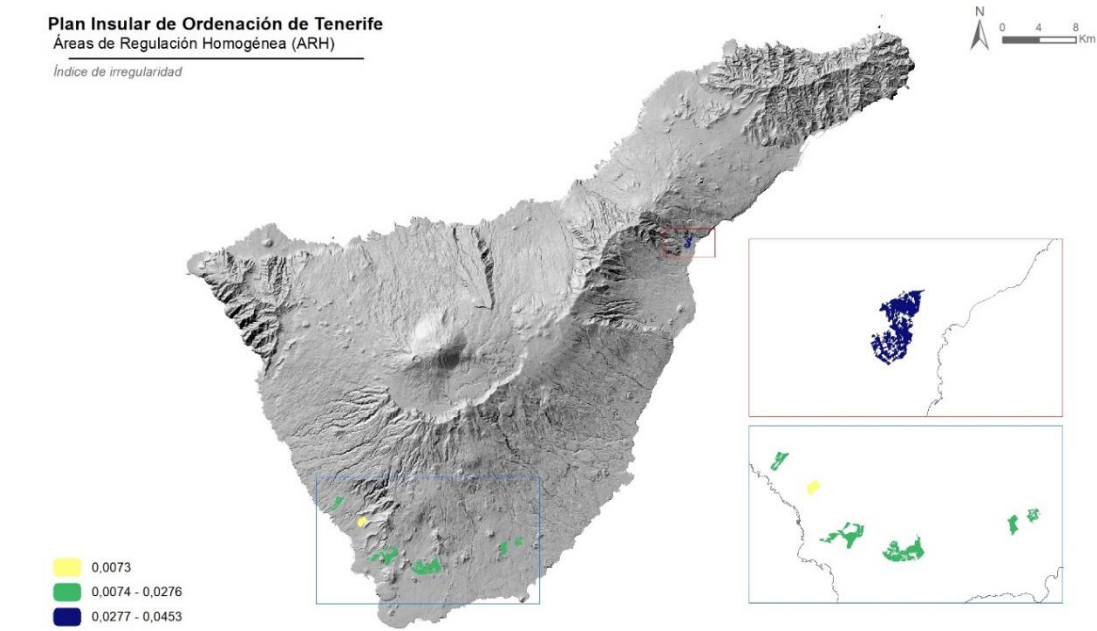 Plan Insular de Ordenación de Tenerife
Áreas de Regulación Homogénea (ARH)
Índice de irregularidad
N
0 4 8
Km
0,0073
0,0074 - 0,0276
0,0277 - 0,0453